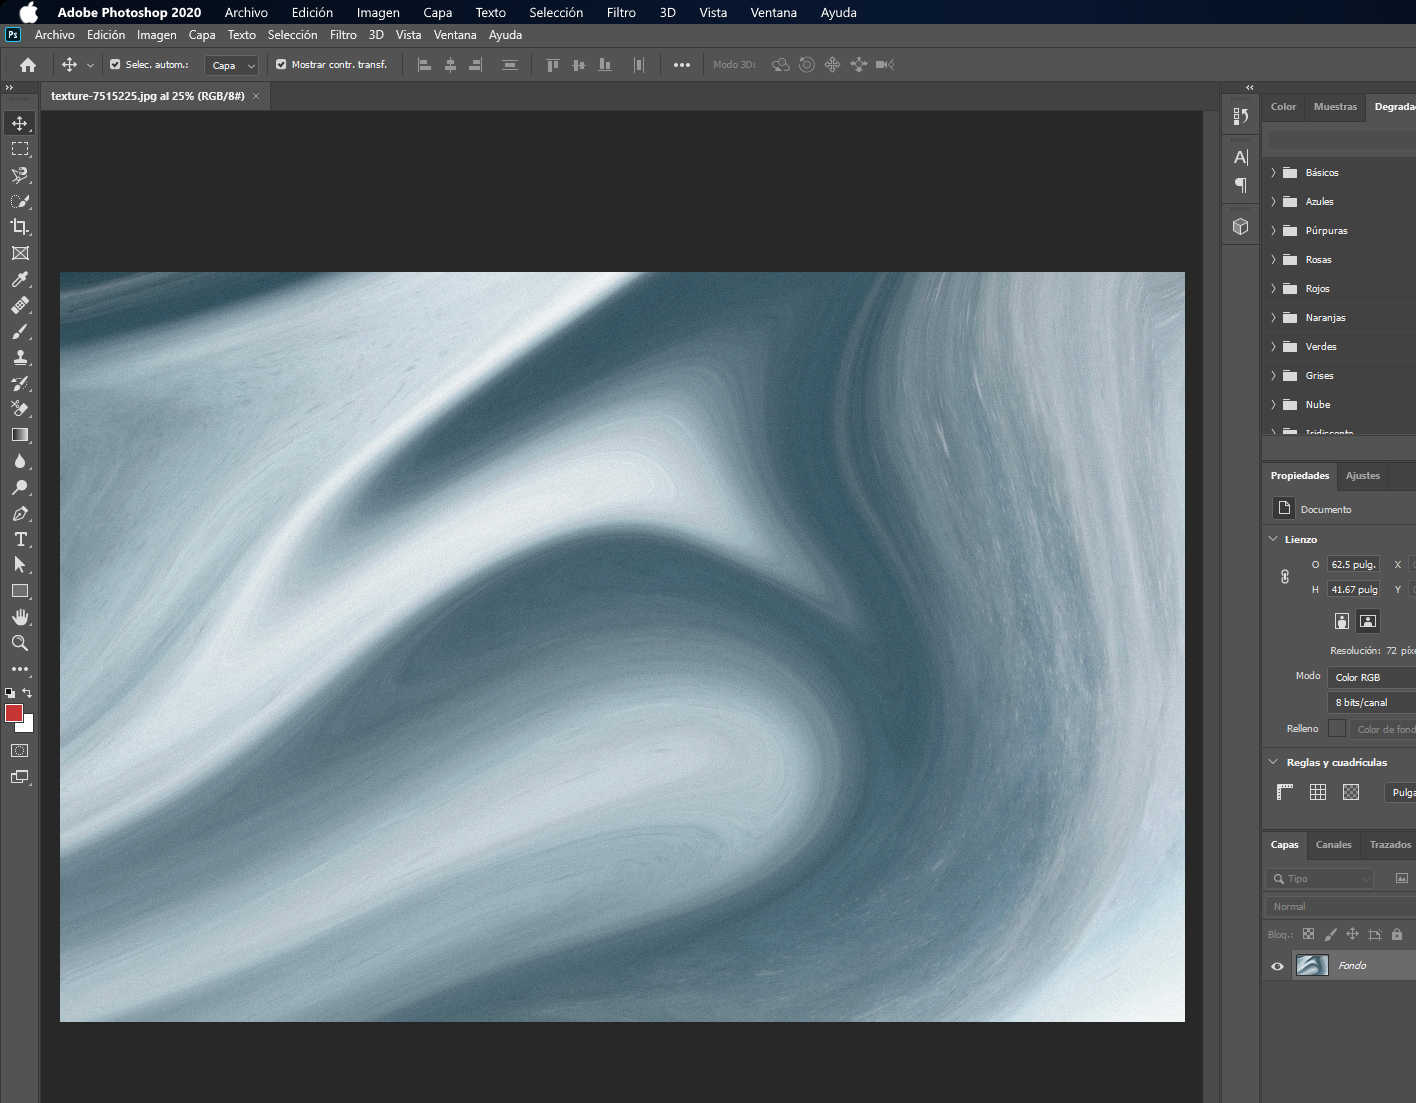 Adobe Photoshop 2020 Archivo Edición Imagen Capa Texto Selección Filtro 3D Vista Ventana Ayuda
Ps Archivo Edición Imagen Capa Texto Selección Filtro 3D Vista Ventana Ayuda
Selec. autom.: Capa Mostrar contr. transf. Modo 3D:
texture-7515225.jpg al 25% (RGB/8#)
Color Muestras Degrada
Básicos
Azules
Púrpuras
Rosas
Rojos
Naranjas
Verdes
Grises
Nube
Iridiscente
Propiedades Ajustes
Documento
Lienzo
O 62.5 pulg. X
H 41.67 pulg Y
Resolución: 72 píxe
Modo Color RGB
8 bits/canal
Relleno Color de fond
Reglas y cuadrículas
Pulga
Capas Canales Trazados
Tipo
Normal
Bloq.:
Fondo